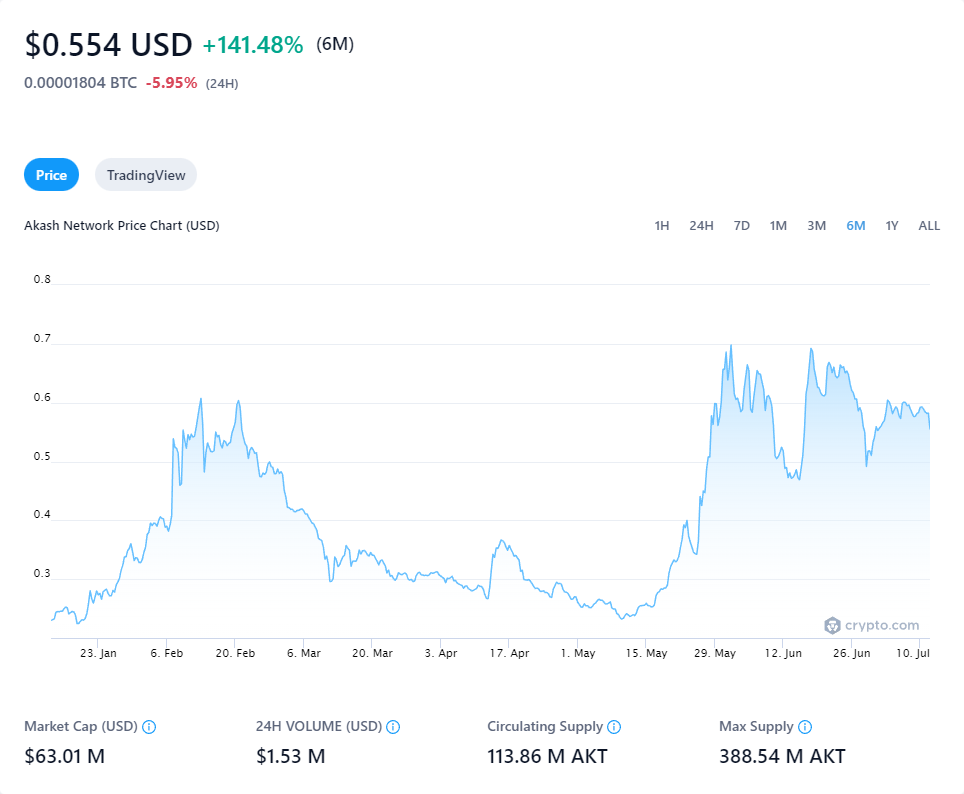 $0.554 USD +141.48% (6M)
0.00001804 BTC -5.95% (24H)
Price TradingView
Akash Network Price Chart (USD) 1H 24H 7D 1M 3M 6M 1Y ALL
0.8
0.7
0.6
0.5
0.4
0.3
crypto.com
23. Jan 6. Feb 20. Feb 6. Mar 20. Mar 3. Apr 17. Apr 1. May 15. May 29. May 12. Jun 26. Jun 10. Jul
Market Cap (USD) 24H VOLUME (USD) Circulating Supply Max Supply
$63.01 M $1.53 M 113.86 M AKT 388.54 M AKT